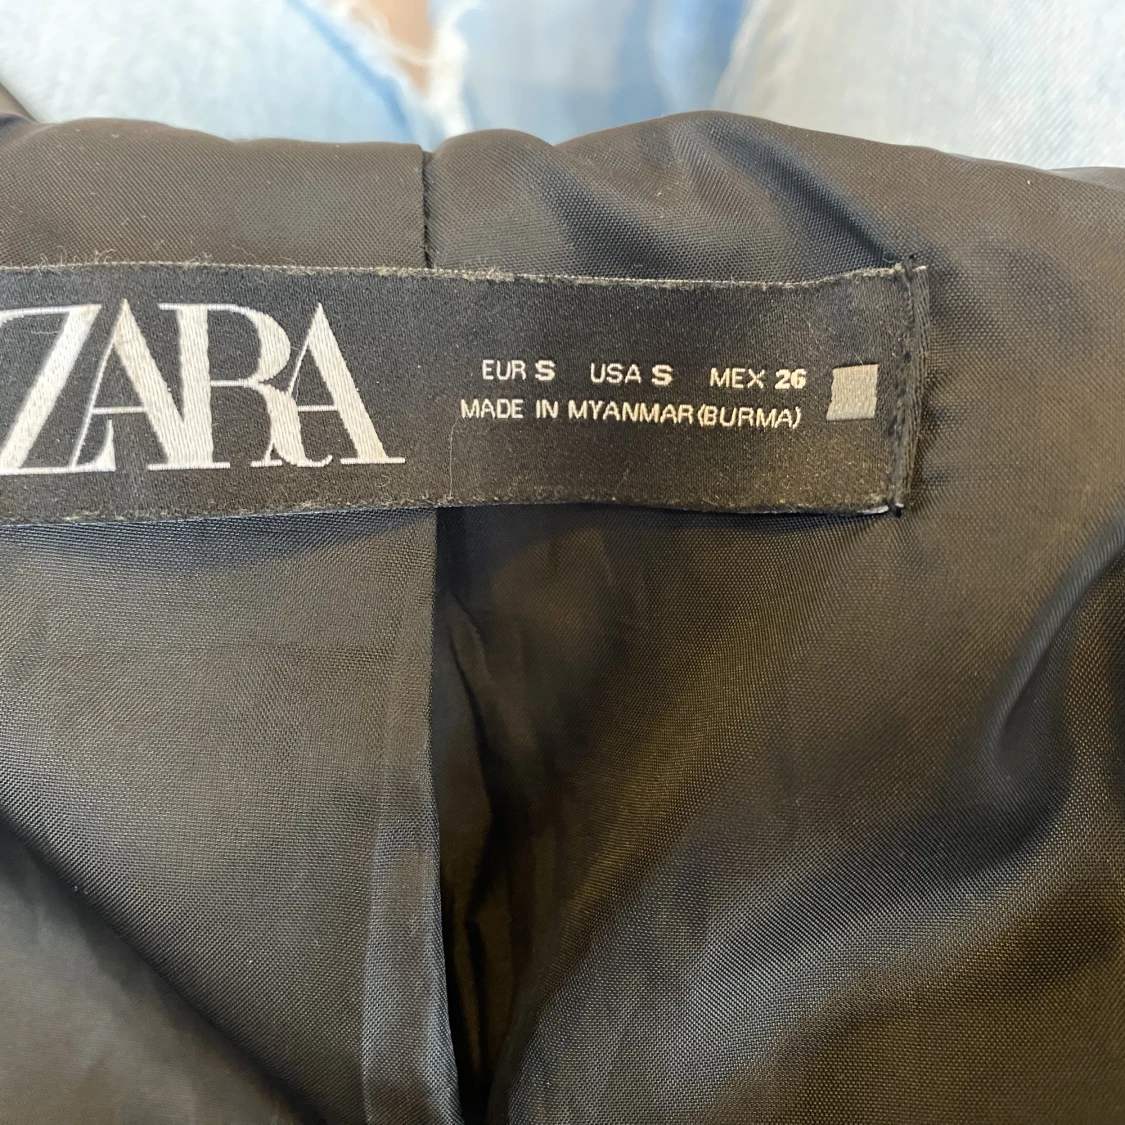 ZARA
EUR S USA S MEX 26
MADE IN MYANMAR(BURMA)